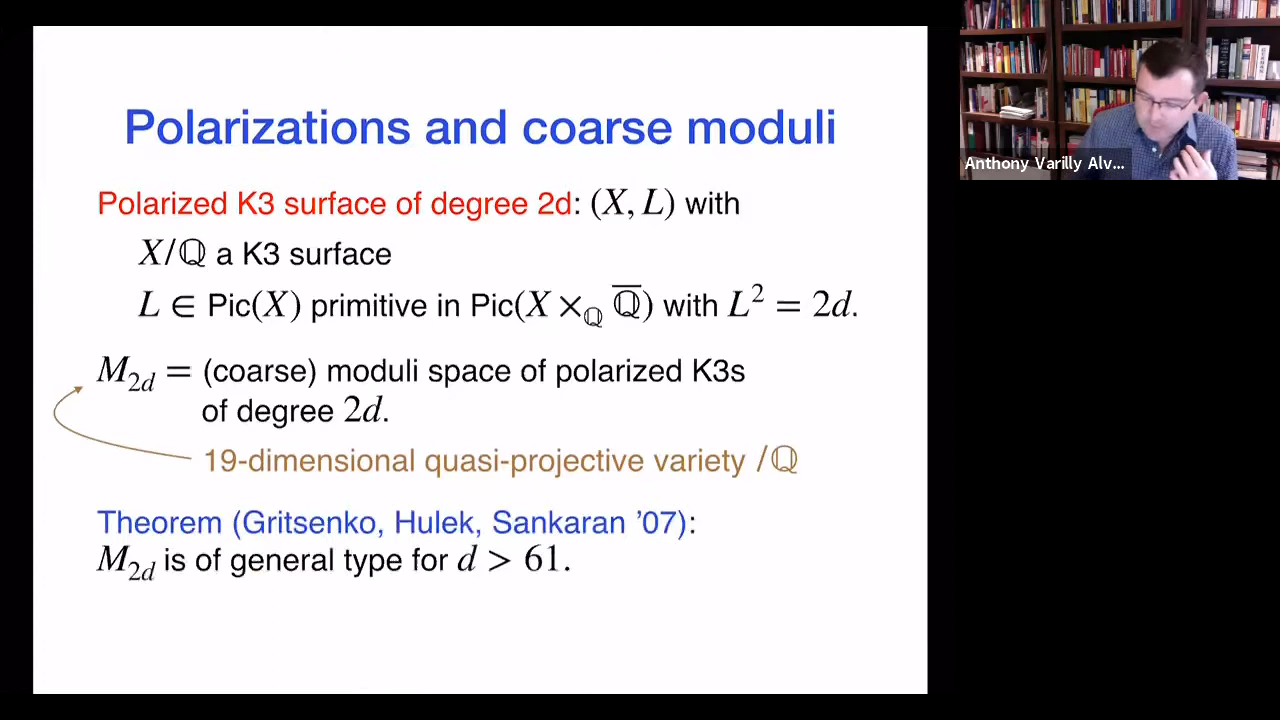 Polarizations and coarse moduli
Polarized K3 surface of degree 2d: (X, L) with
X/ℚ a K3 surface
L ∈ Pic(X) primitive in Pic(X ×_ℚ ℚ̅) with L² = 2d.
M_{2d} = (coarse) moduli space of polarized K3s
of degree 2d.
19-dimensional quasi-projective variety /ℚ
Theorem (Gritsenko, Hulek, Sankaran ’07):
M_{2d} is of general type for d > 61.
Anthony Varilly Alv...